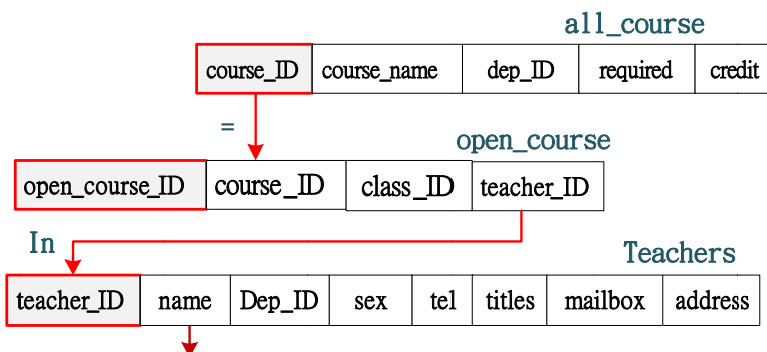 all_course
course_ID course_name dep_ID required credit
=
open_course
open_course_ID course_ID class_ID teacher_ID
In
Teachers
teacher_ID name Dep_ID sex tel titles mailbox address